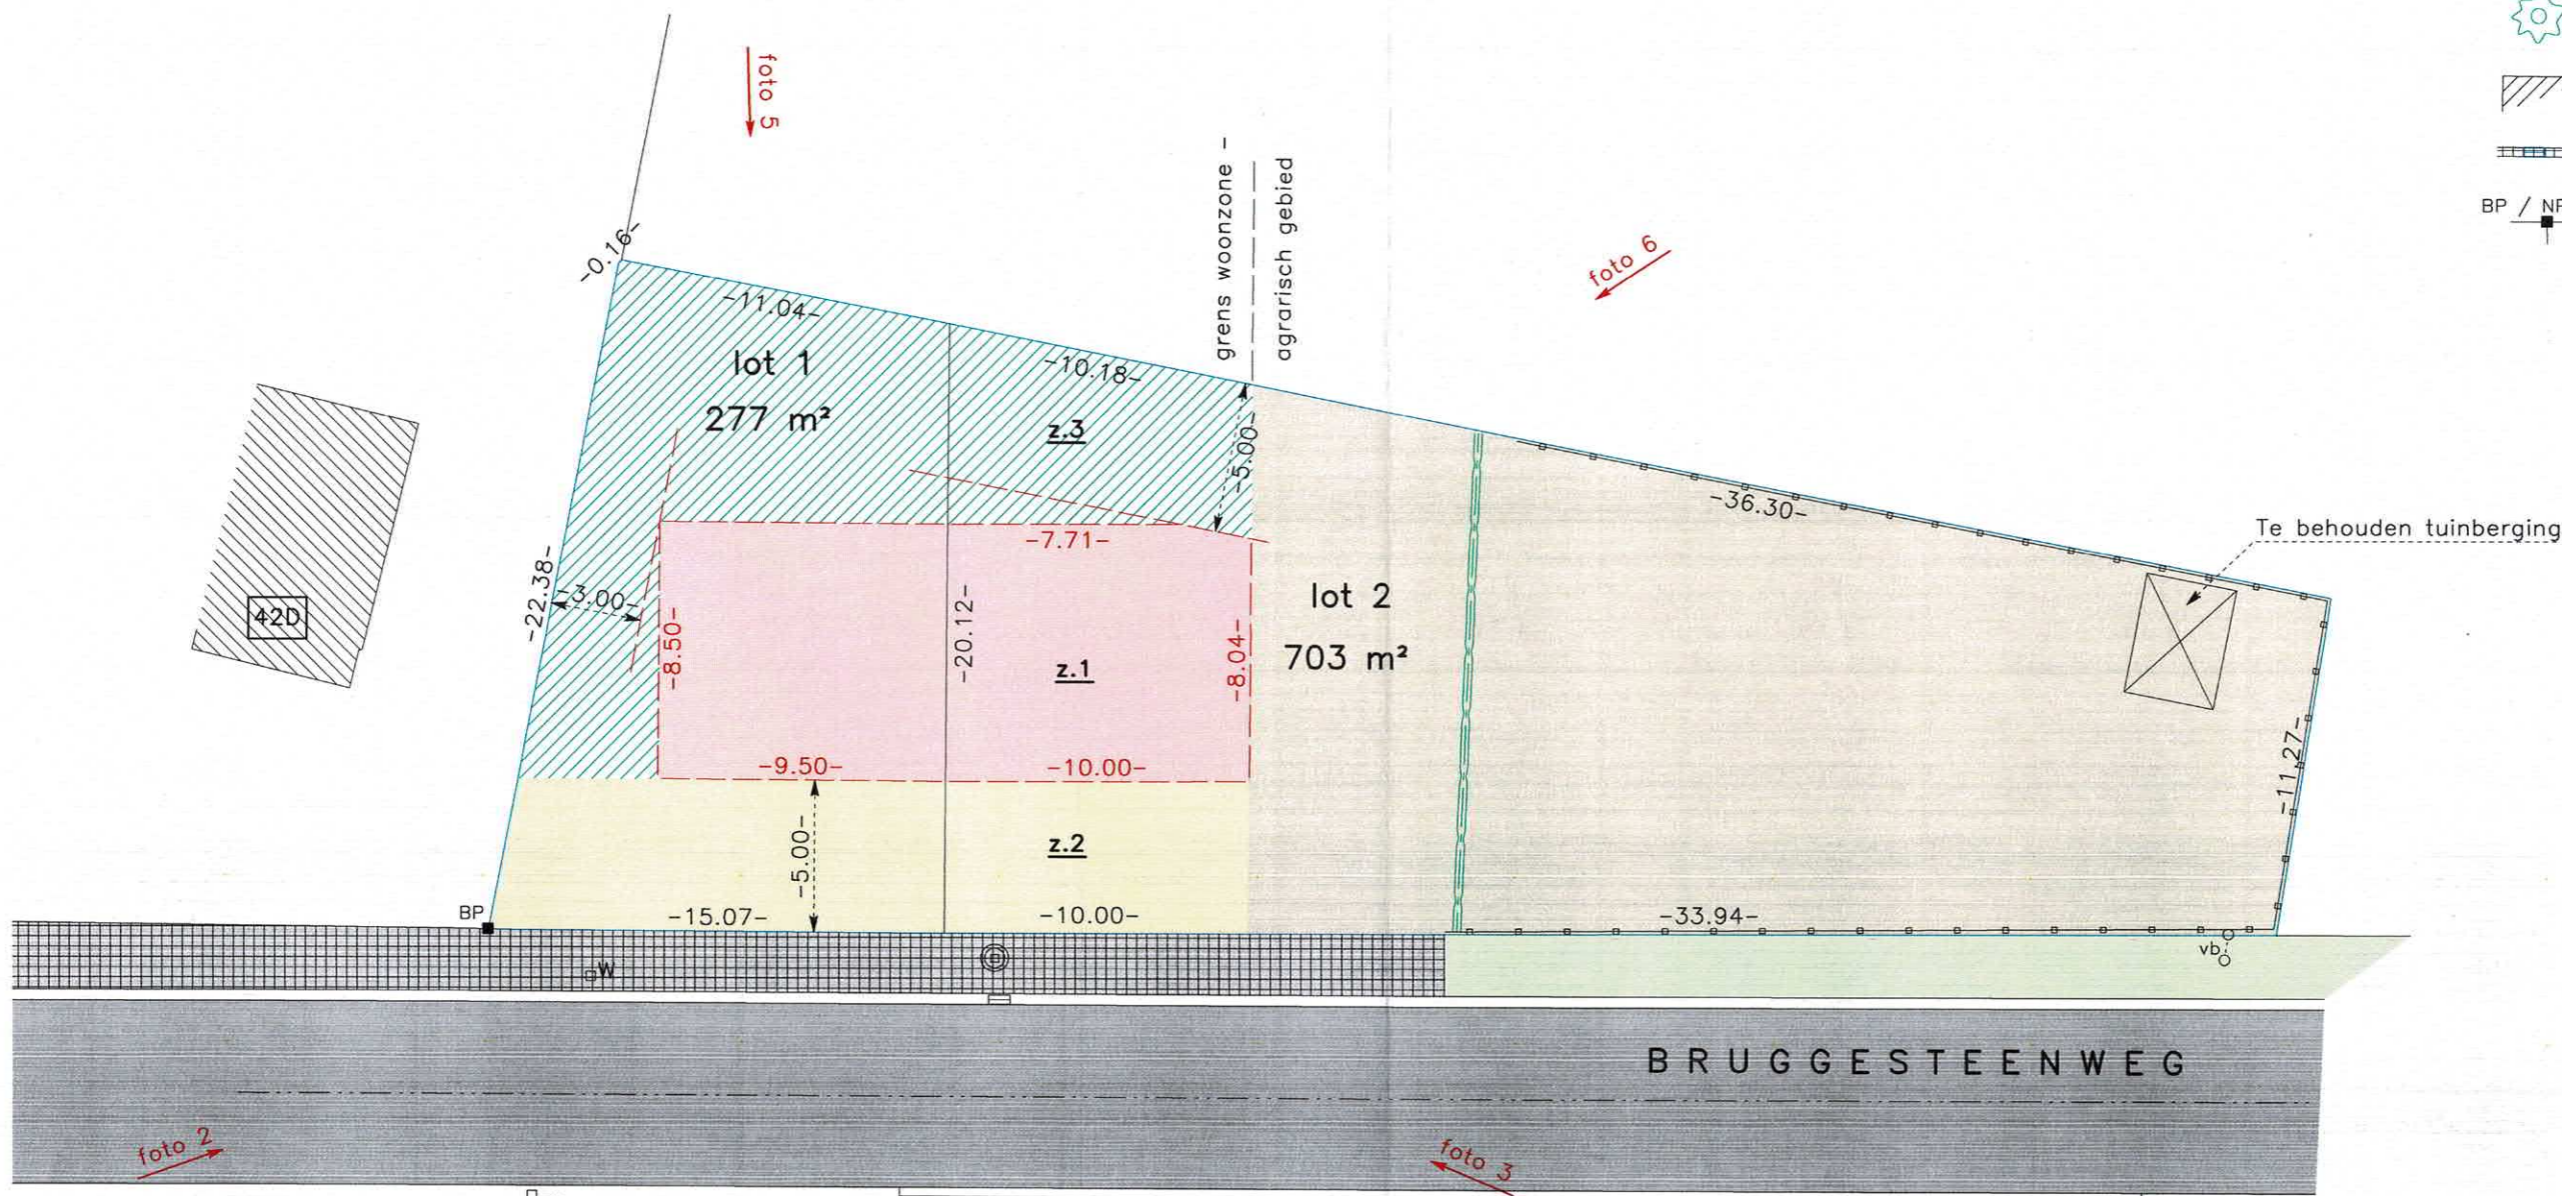 foto 5
grens woonzone -
agrarisch gebied
BP / NP
-0.16-
foto 6
-11.04-
lot 1
277 m²
-10.18-
z.3
-5.00-
-36.30-
Te behouden tuinberging
-7.71-
-22.38-
-3.00-
42D
-8.50-
-20.12-
z.1
-8.04-
lot 2
703 m²
-11.27-
-9.50-
-10.00-
-5.00-
z.2
BP
-15.07-
-10.00-
-33.94-
vb
W
BRUGGESTEENWEG
foto 2
foto 3